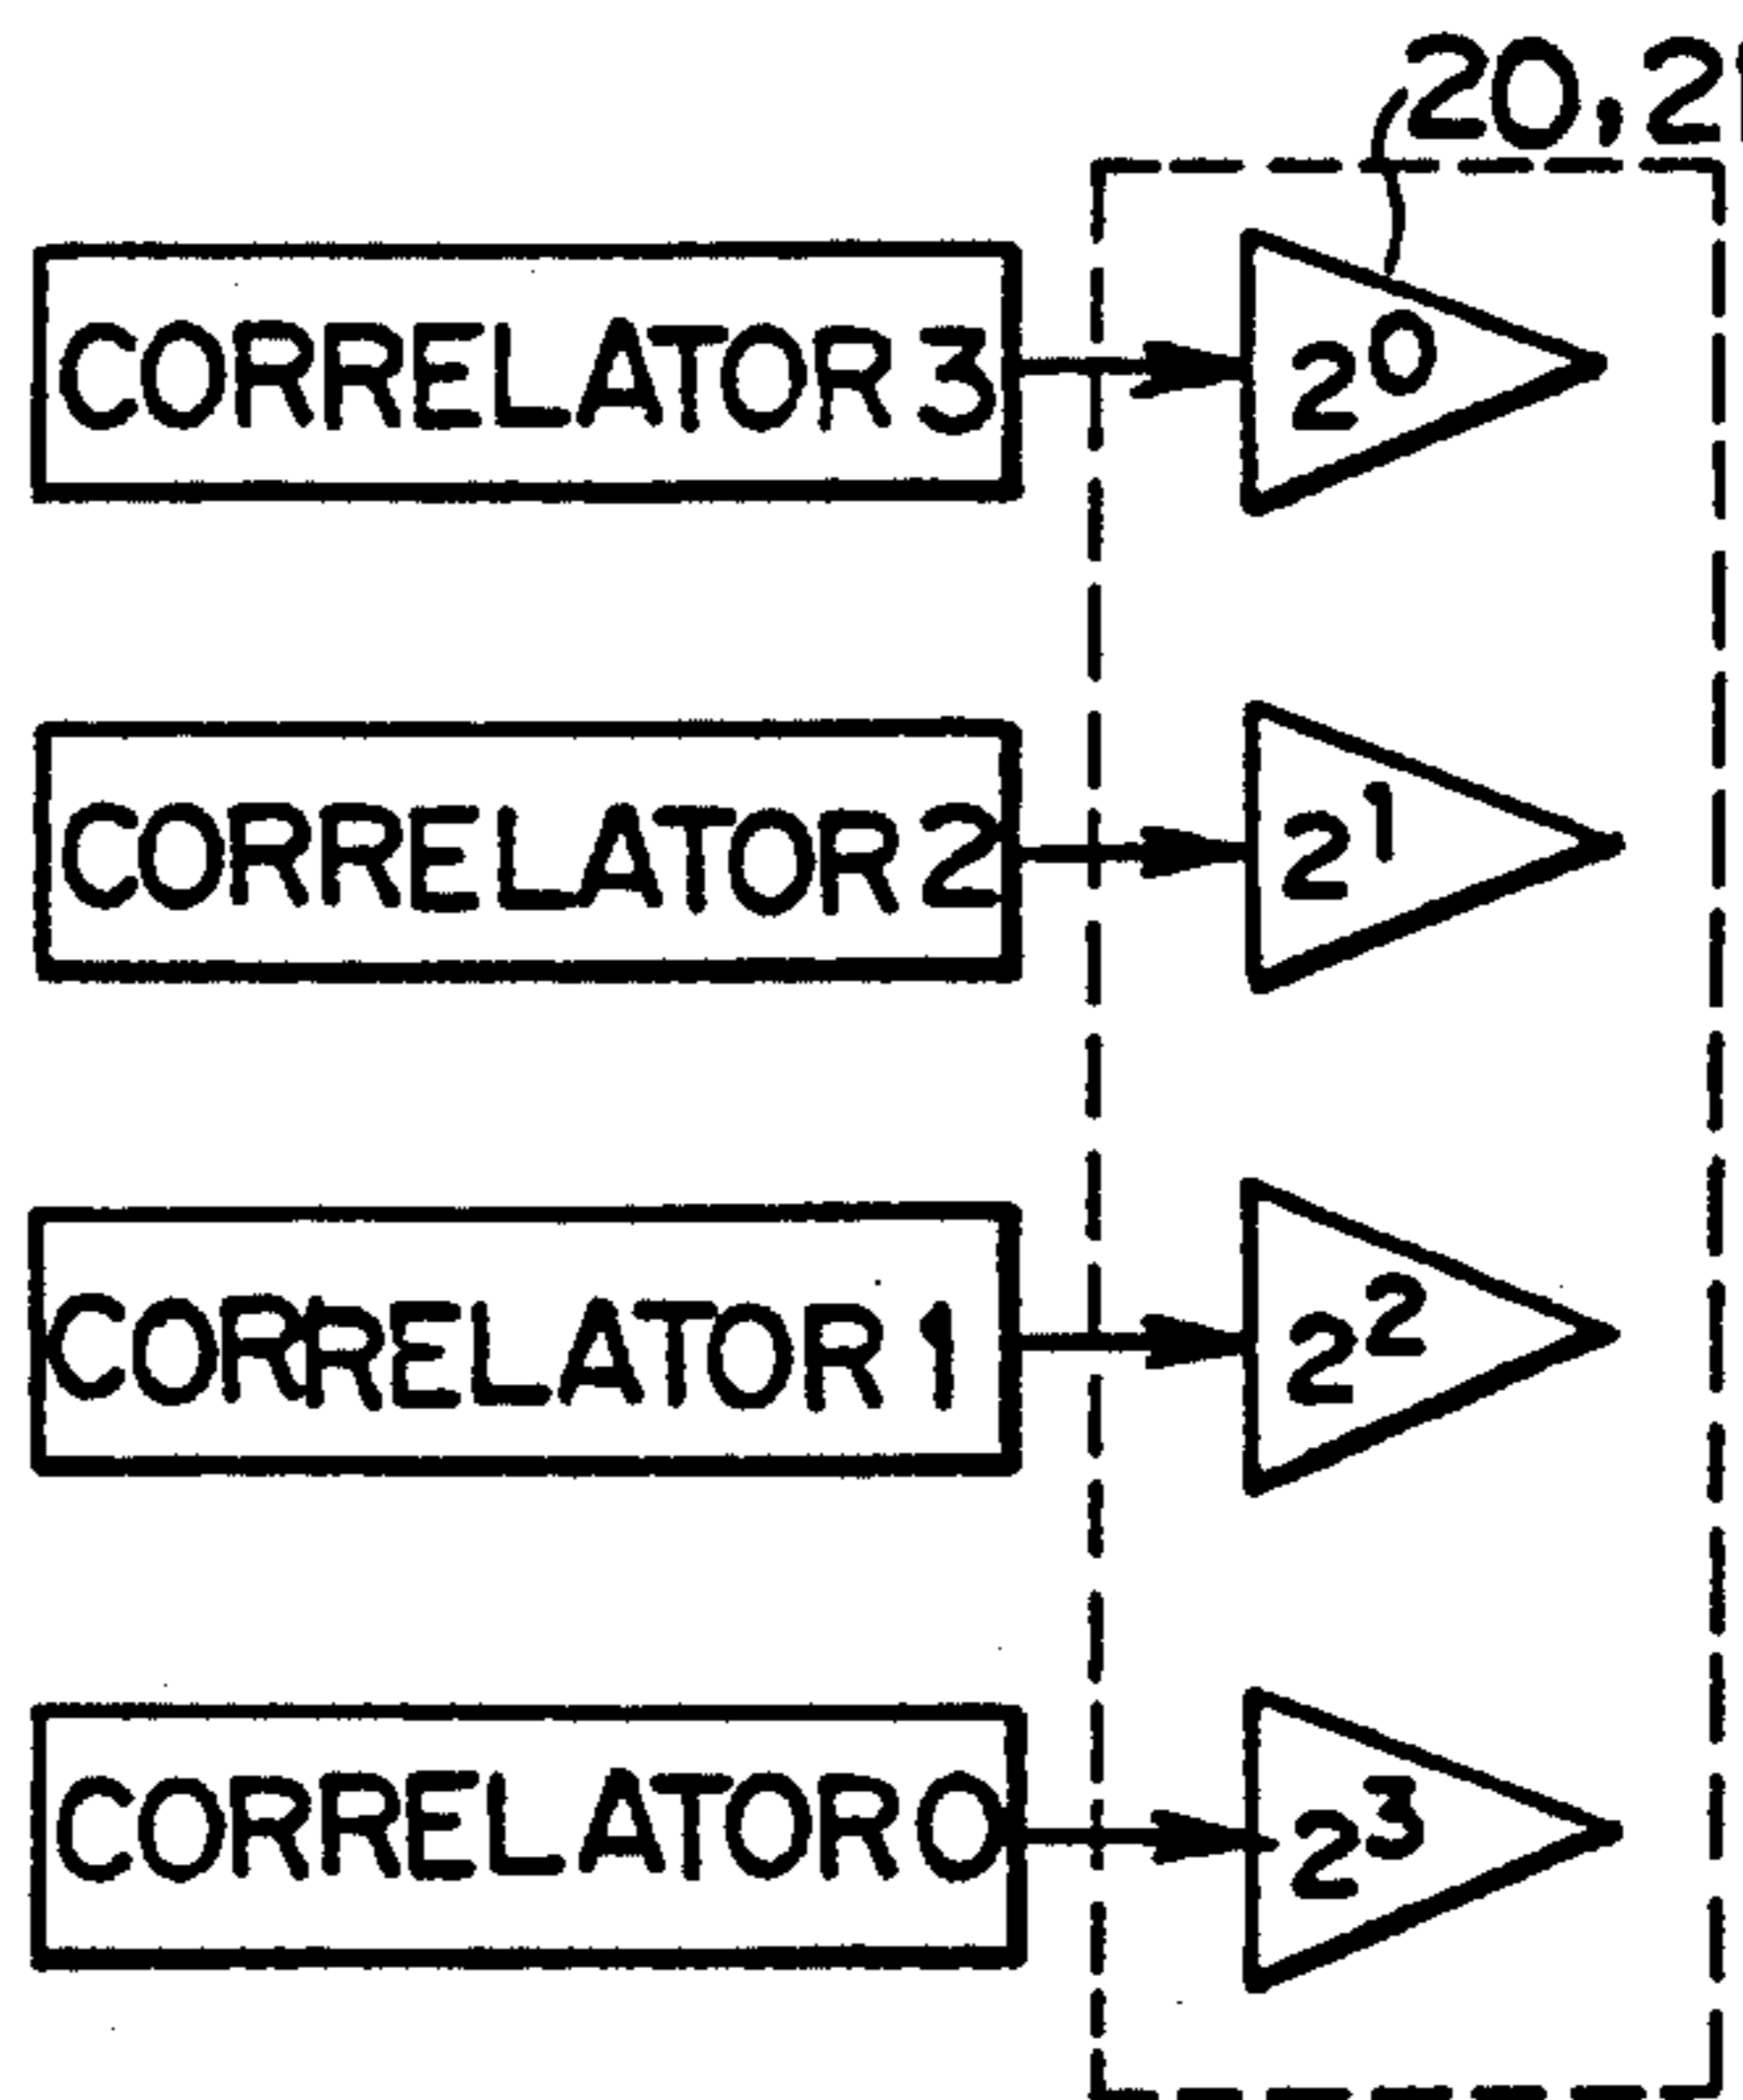 20, 21
CORRELATOR 3
2⁰
CORRELATOR 2
2¹
CORRELATOR 1
2²
CORRELATOR 0
2³